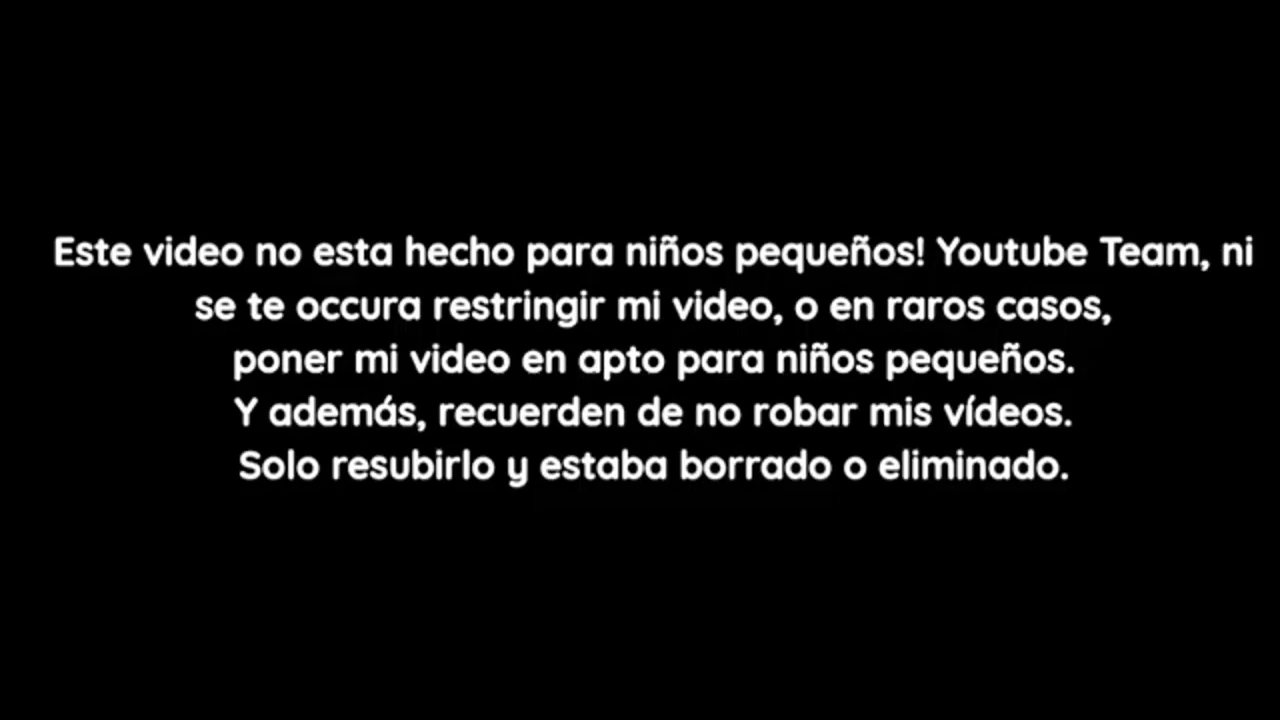 Este video no esta hecho para niños pequeños! Youtube Team, ni
se te occura restringir mi video, o en raros casos,
poner mi video en apto para niños pequeños.
Y además, recuerden de no robar mis vídeos.
Solo resubirlo y estaba borrado o eliminado.